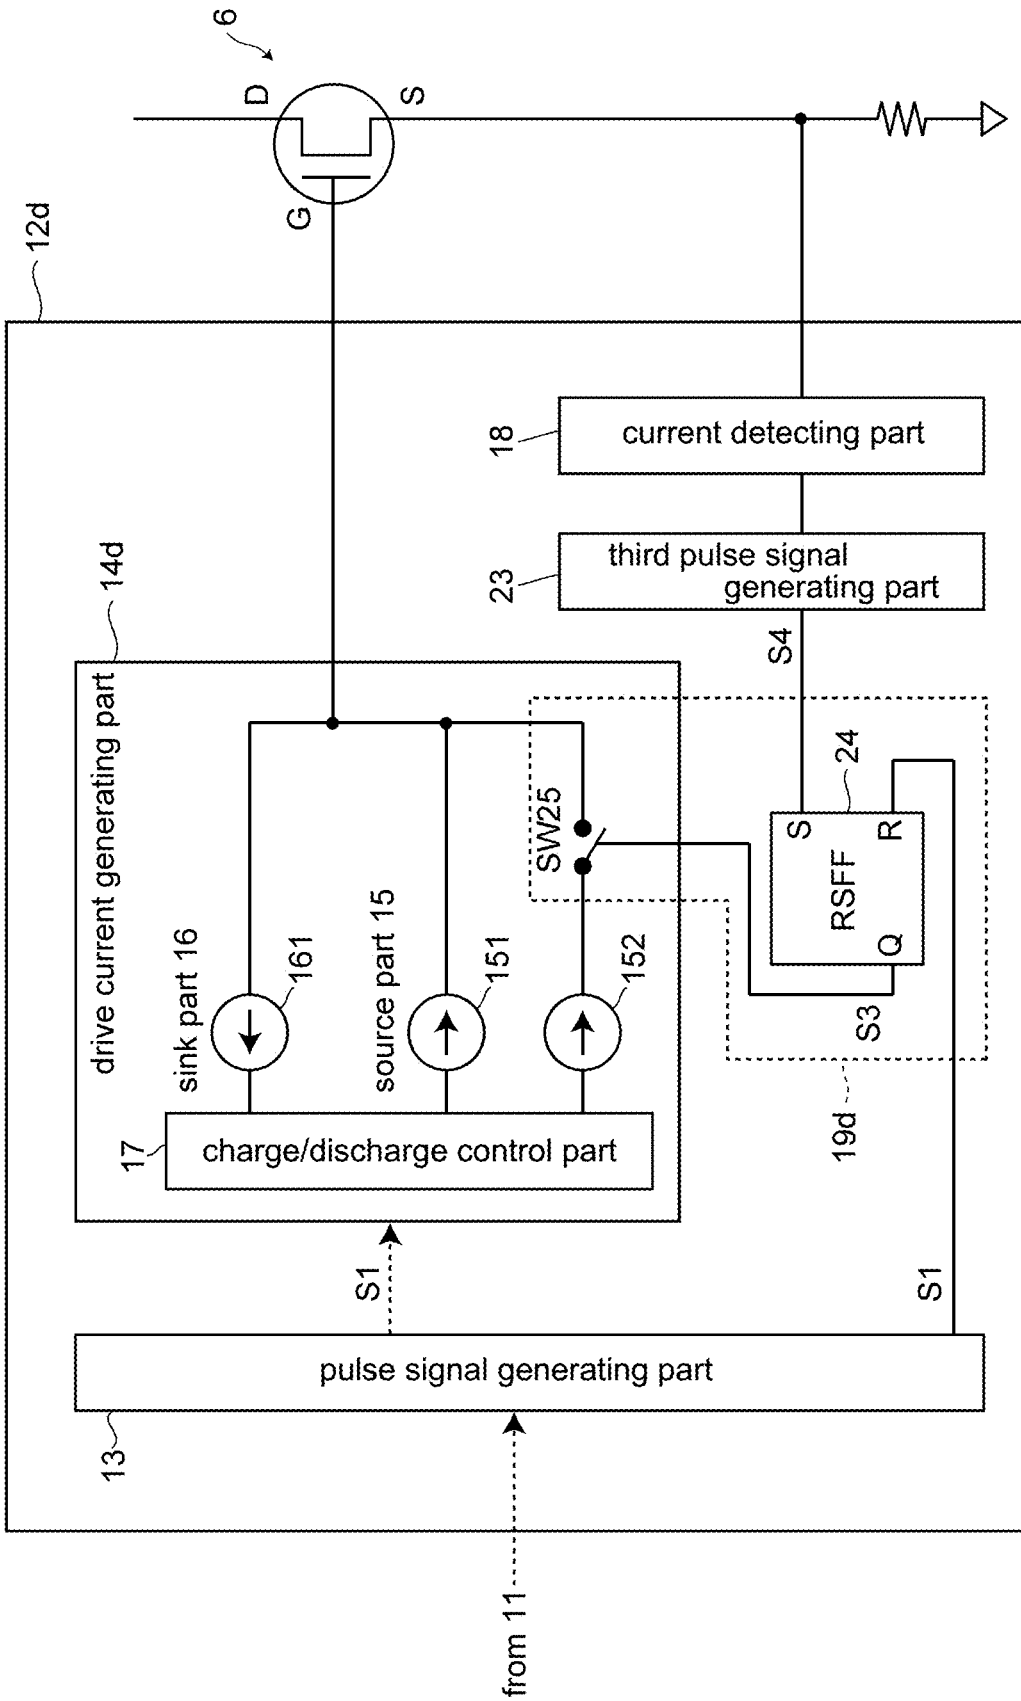 from 11
13
pulse signal generating part
S1
S1
12d
drive current generating part
14d
17
charge/discharge control part
sink part 16
161
source part 15
151
152
SW25
19d
S3
Q
RSFF
S
R
24
S4
23
third pulse signal
generating part
18
current detecting part
G
D
S
6